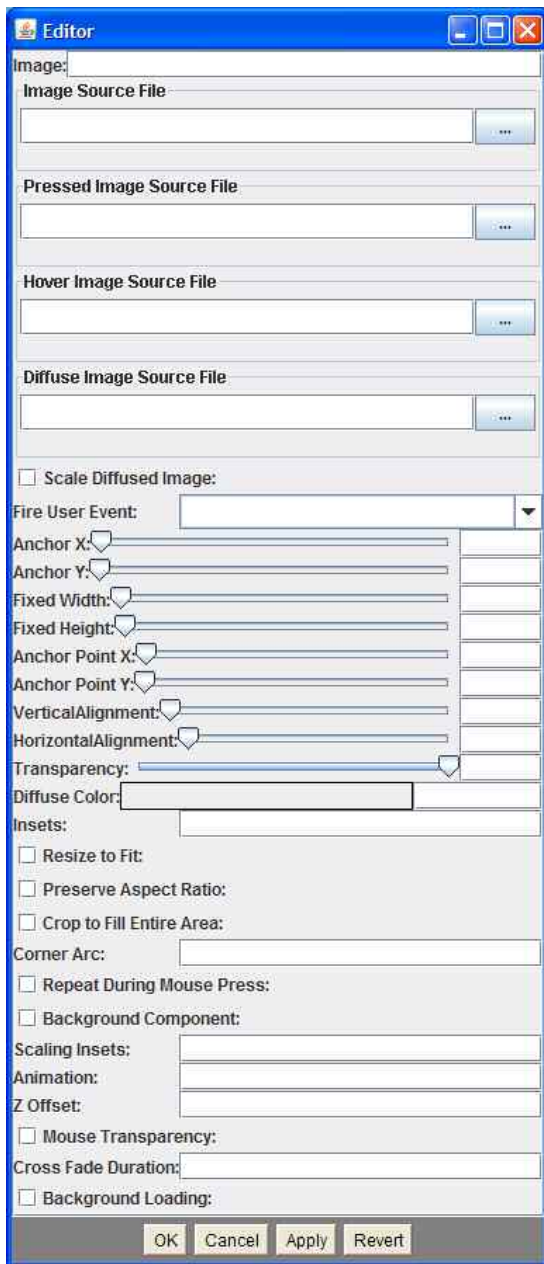 Editor
Image:
Image Source File
...
Pressed Image Source File
...
Hover Image Source File
...
Diffuse Image Source File
...
Scale Diffused Image:
Fire User Event:
Anchor X:
Anchor Y:
Fixed Width:
Fixed Height:
Anchor Point X:
Anchor Point Y:
VerticalAlignment:
HorizontalAlignment:
Transparency:
Diffuse Color:
Insets:
Resize to Fit:
Preserve Aspect Ratio:
Crop to Fill Entire Area:
Corner Arc:
Repeat During Mouse Press:
Background Component:
Scaling Insets:
Animation:
Z Offset:
Mouse Transparency:
Cross Fade Duration:
Background Loading:
OK Cancel Apply Revert